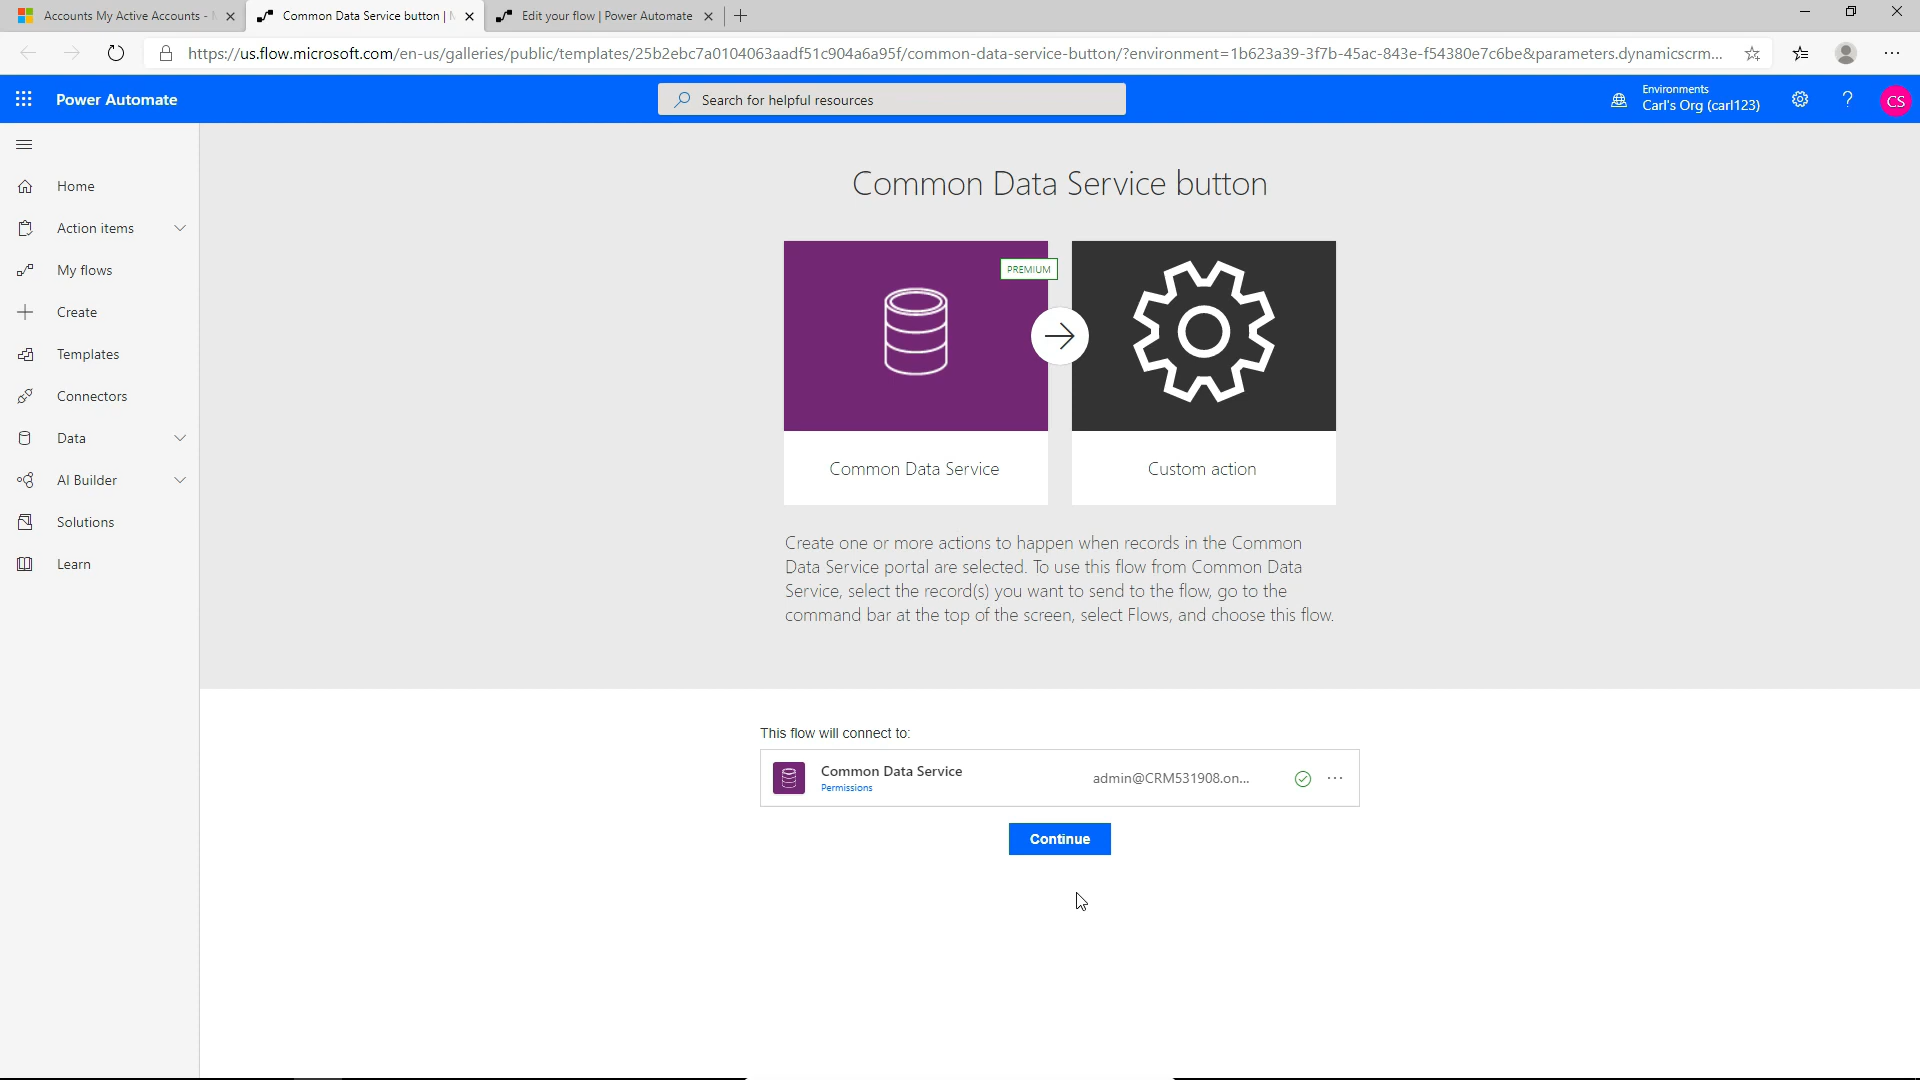 Accounts My Active Accounts -
Common Data Service button |
Edit your flow | Power Automate
https://us.flow.microsoft.com/en-us/galleries/public/templates/25b2ebc7a0104063aadf51c904a6a95f/common-data-service-button/?environment=1b623a39-3f7b-45ac-843e-f54380e7c6be&parameters.dynamicscrm...
Power Automate
Search for helpful resources
Environments
Carl's Org (carl123)
?
CS
Home
Action items
My flows
Create
Templates
Connectors
Data
AI Builder
Solutions
Learn
Common Data Service button
PREMIUM
Common Data Service
Custom action
Create one or more actions to happen when records in the Common
Data Service portal are selected. To use this flow from Common Data
Service, select the record(s) you want to send to the flow, go to the
command bar at the top of the screen, select Flows, and choose this flow.
This flow will connect to:
Common Data Service
Permissions
admin@CRM531908.on...
Continue